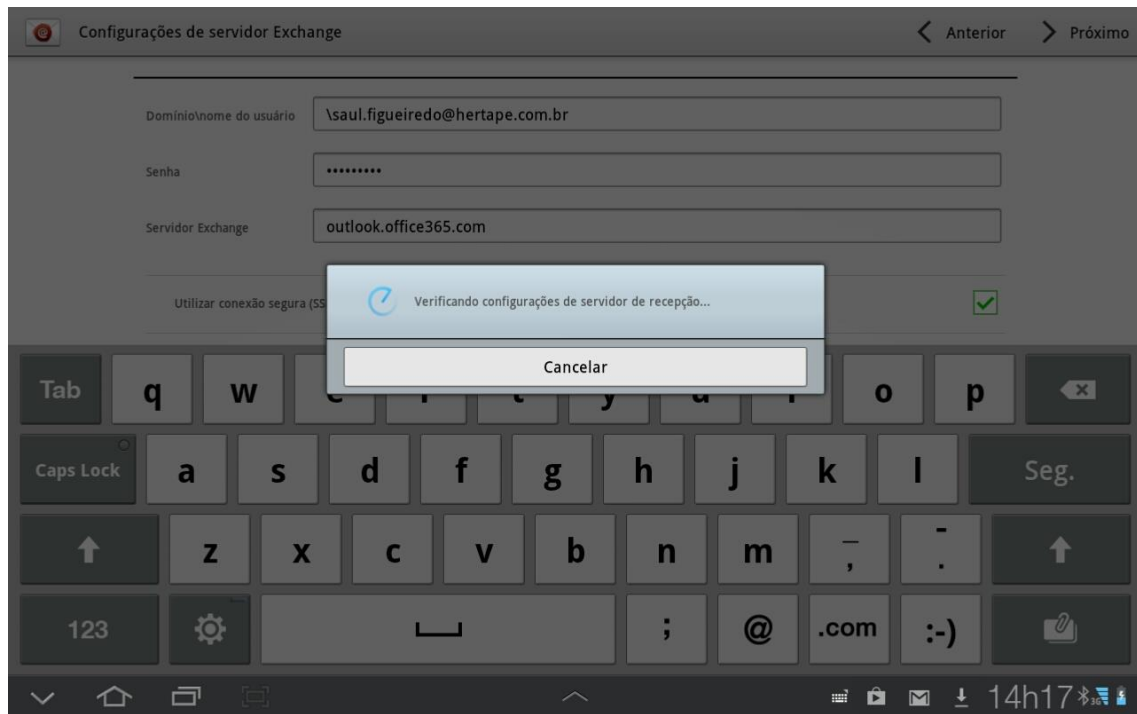 Configurações de servidor Exchange
Anterior
Próximo
Domínio\nome do usuário
\saul.figueiredo@hertape.com.br
Senha
•••••••••
Servidor Exchange
outlook.office365.com
Utilizar conexão segura (SS
Verificando configurações de servidor de recepção...
Cancelar
Tab q w o p
Caps Lock a s d f g h j k l Seg.
z x c v b n m _ , - .
123 ; @ .com :-)
14h17 3G